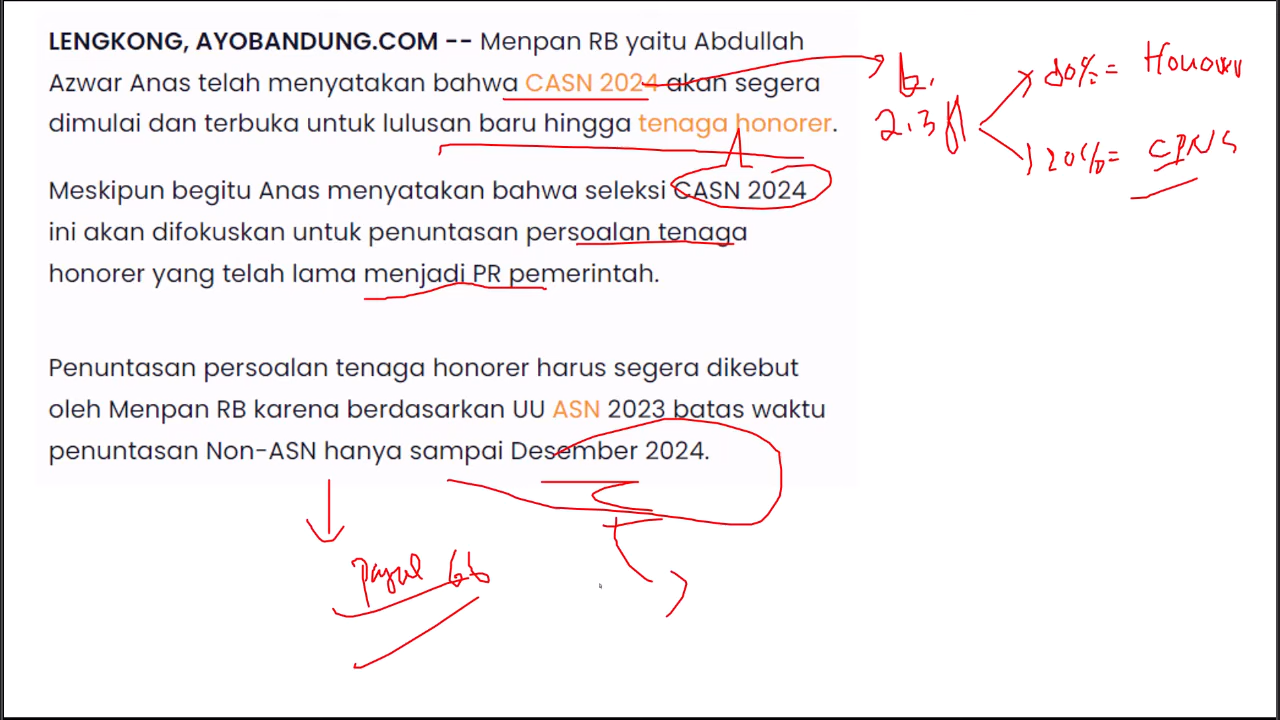 LENGKONG, AYOBANDUNG.COM -- Menpan RB yaitu Abdullah
Azwar Anas telah menyatakan bahwa CASN 2024 akan segera
dimulai dan terbuka untuk lulusan baru hingga tenaga honorer.
Meskipun begitu Anas menyatakan bahwa seleksi CASN 2024
ini akan difokuskan untuk penuntasan persoalan tenaga
honorer yang telah lama menjadi PR pemerintah.
Penuntasan persoalan tenaga honorer harus segera dikebut
oleh Menpan RB karena berdasarkan UU ASN 2023 batas waktu
penuntasan Non-ASN hanya sampai Desember 2024.
2.3
80% = Honorer
20% = CPNS
66